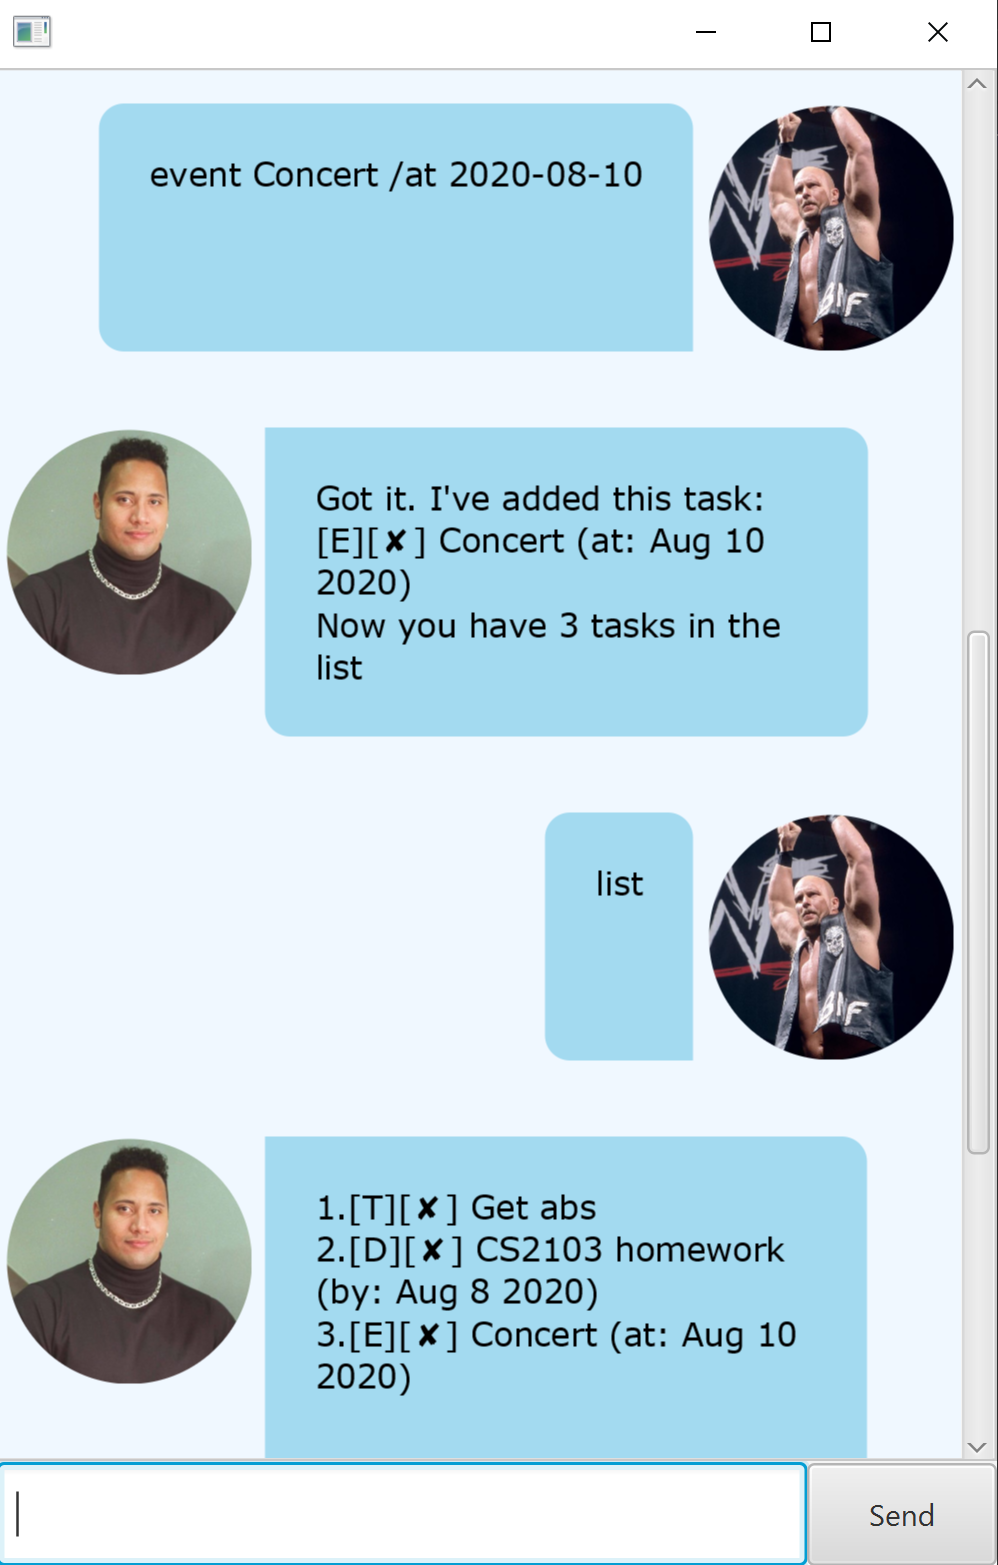 event Concert /at 2020-08-10
BMF
Got it. I've added this task:
[E][✘] Concert (at: Aug 10
2020)
Now you have 3 tasks in the
list
list
BMF
1.[T][✘] Get abs
2.[D][✘] CS2103 homework
(by: Aug 8 2020)
3.[E][✘] Concert (at: Aug 10
2020)
Send